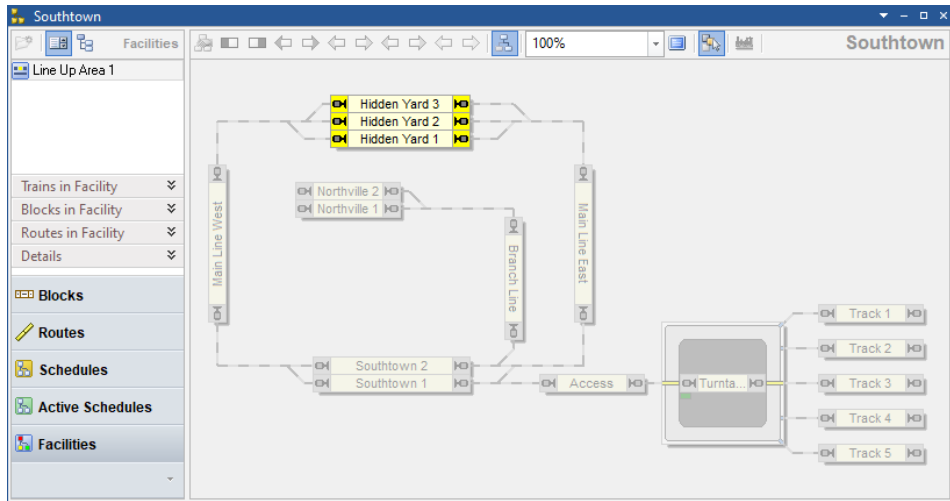 Southtown
Facilities
100%
Southtown
Line Up Area 1
Trains in Facility
Blocks in Facility
Routes in Facility
Details
Blocks
Routes
Schedules
Active Schedules
Facilities
Hidden Yard 3
Hidden Yard 2
Hidden Yard 1
Northville 2
Northville 1
Main Line West
Branch Line
Main Line East
Southtown 2
Southtown 1
Access
Turnta...
Track 1
Track 2
Track 3
Track 4
Track 5